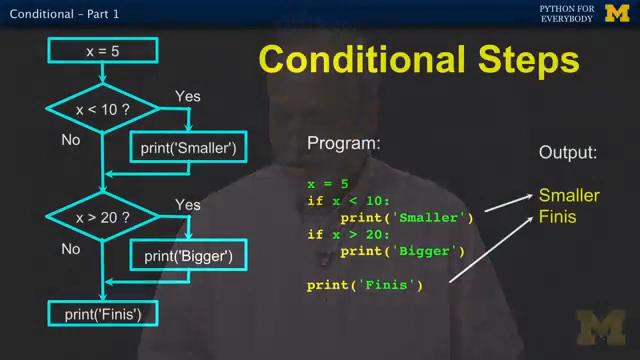 Conditional - Part 1
PYTHON FOR
EVERYBODY
M
Conditional Steps
x = 5
x < 10 ?
Yes
No
print('Smaller')
x > 20 ?
Yes
No
print('Bigger')
print('Finis')
Program:
x = 5
if x < 10:
    print('Smaller')
if x > 20:
    print('Bigger')
print('Finis')
Output:
Smaller
Finis
M